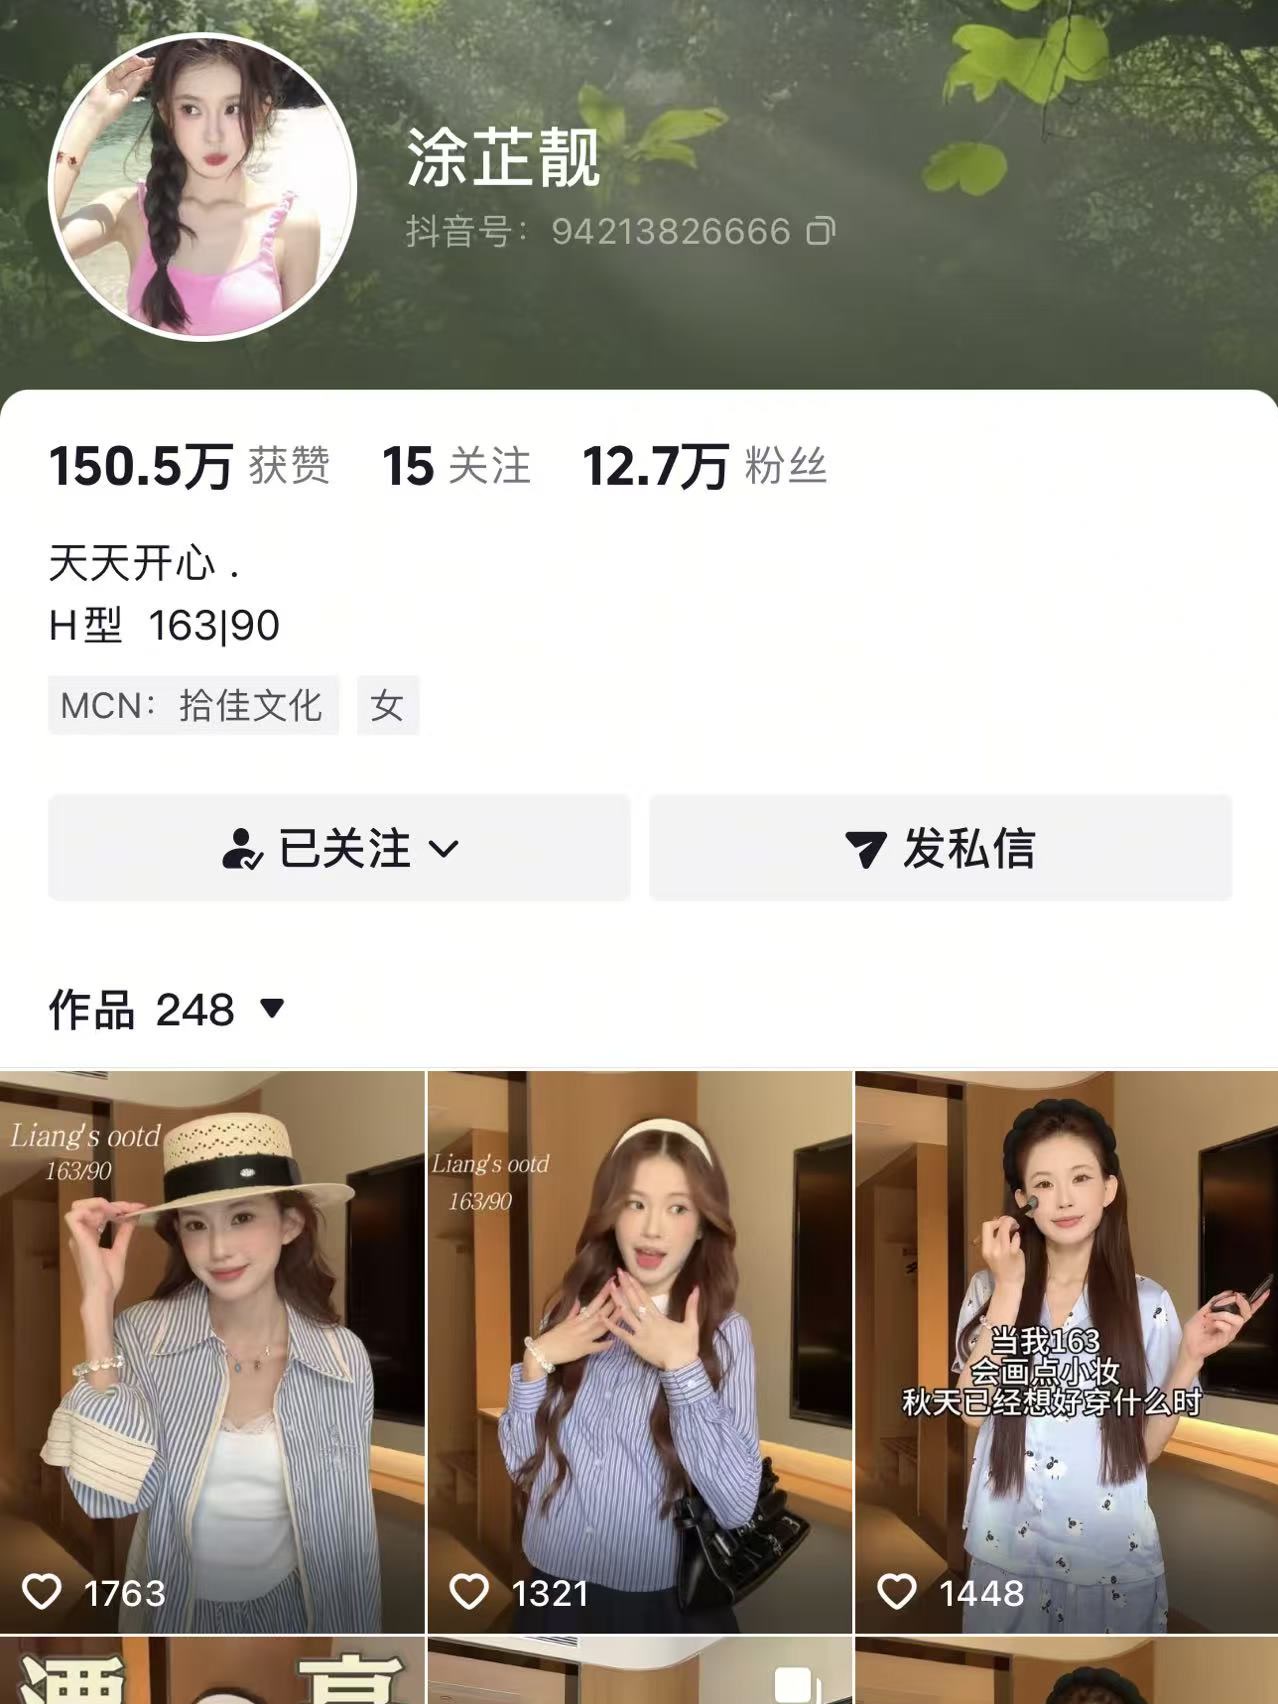 涂芷靓
抖音号：94213826666
150.5万 获赞 15 关注 12.7万 粉丝
天天开心 .
H型 163|90
MCN：拾佳文化 女
已关注 发私信
作品 248
Liang's ootd
163/90
1763
Liang's ootd
163/90
1321
当我163
会画点小妆
秋天已经想好穿什么时
1448